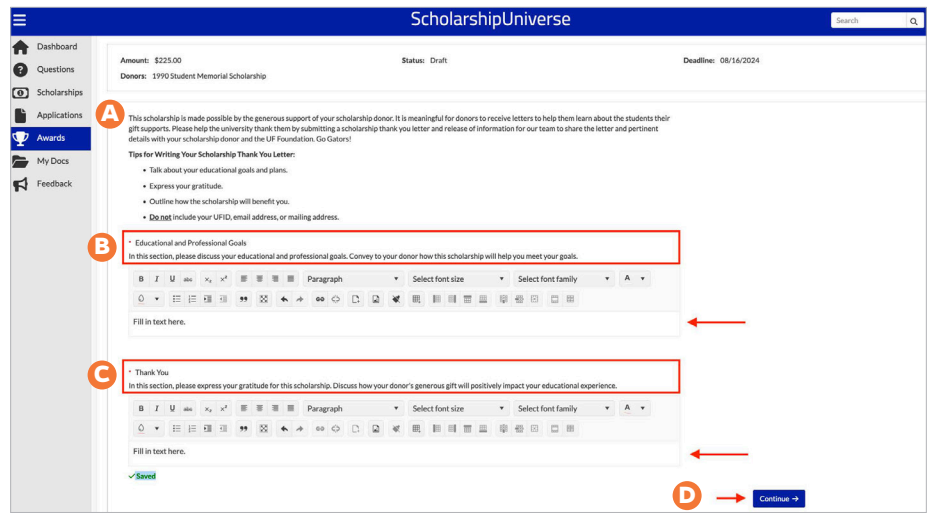 ScholarshipUniverse
Search
Dashboard
Questions
Scholarships
Applications
Awards
My Docs
Feedback
Amount: $225.00 Status: Draft Deadline: 08/16/2024
Donors: 1990 Student Memorial Scholarship
A
This scholarship is made possible by the generous support of your scholarship donor. It is meaningful for donors to receive letters to help them learn about the students their
gift supports. Please help the university thank them by submitting a scholarship thank you letter and release of information for our team to share the letter and pertinent
details with your scholarship donor and the UF Foundation. Go Gators!
Tips for Writing Your Scholarship Thank You Letter:
• Talk about your educational goals and plans.
• Express your gratitude.
• Outline how the scholarship will benefit you.
• Do not include your UFID, email address, or mailing address.
B
* Educational and Professional Goals
In this section, please discuss your educational and professional goals. Convey to your donor how this scholarship will help you meet your goals.
B I U abc x₂ x² Paragraph Select font size Select font family A
Fill in text here.
C
* Thank You
In this section, please express your gratitude for this scholarship. Discuss how your donor's generous gift will positively impact your educational experience.
B I U abc x₂ x² Paragraph Select font size Select font family A
Fill in text here.
✓ Saved
D
Continue →